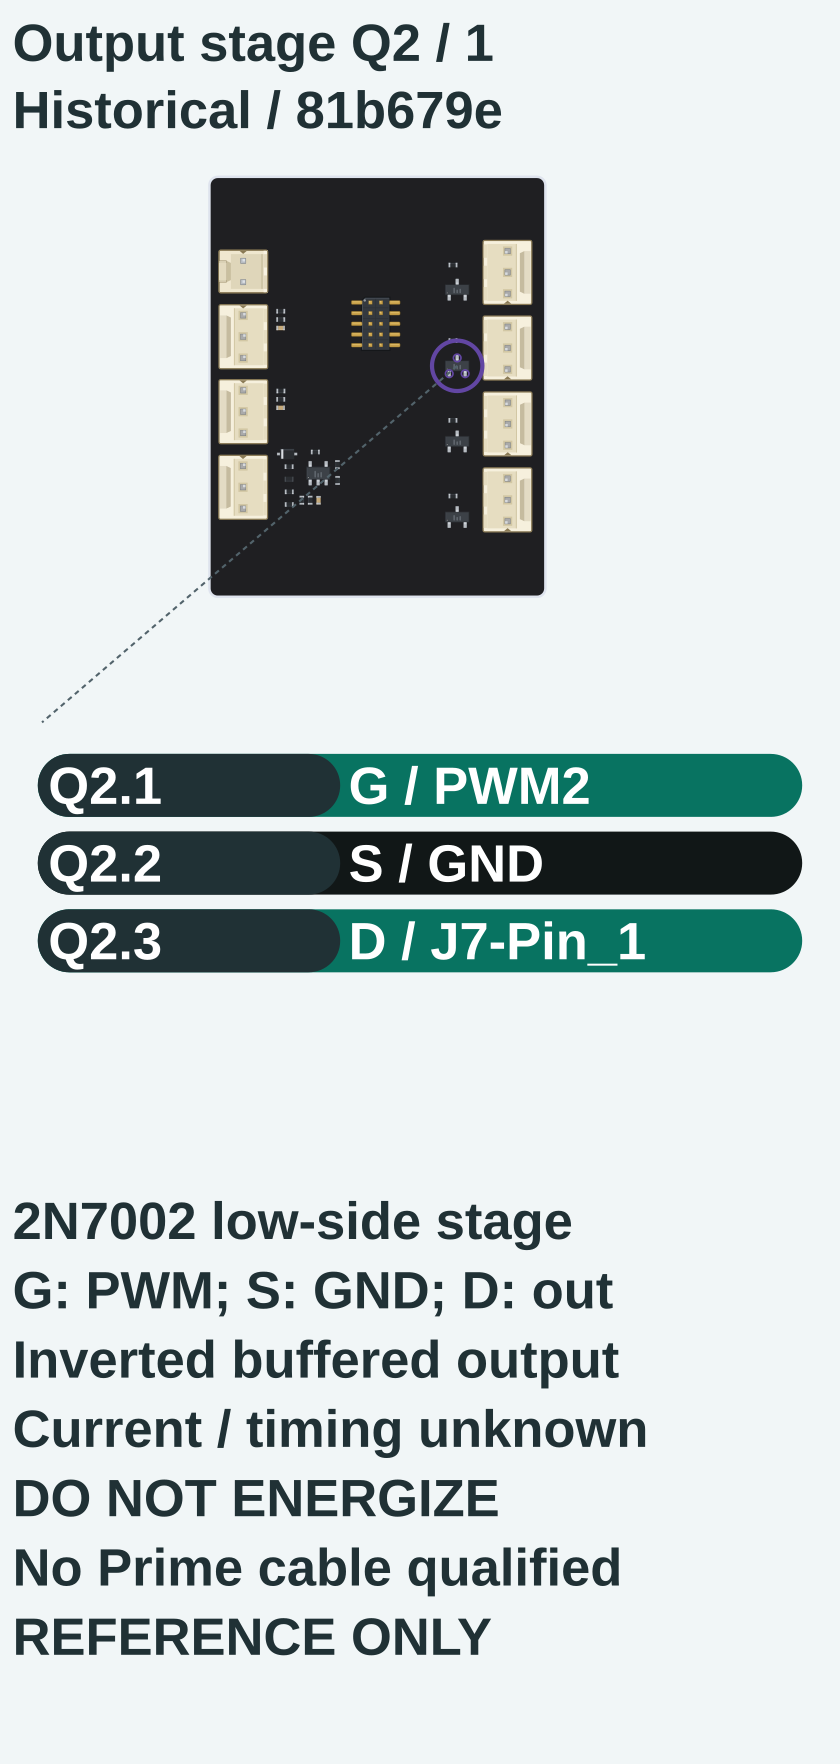 Output stage Q2 / 1
Historical / 81b679e
Q2.1 G / PWM2
Q2.2 S / GND
Q2.3 D / J7-Pin_1
2N7002 low-side stage
G: PWM; S: GND; D: out
Inverted buffered output
Current / timing unknown
DO NOT ENERGIZE
No Prime cable qualified
REFERENCE ONLY